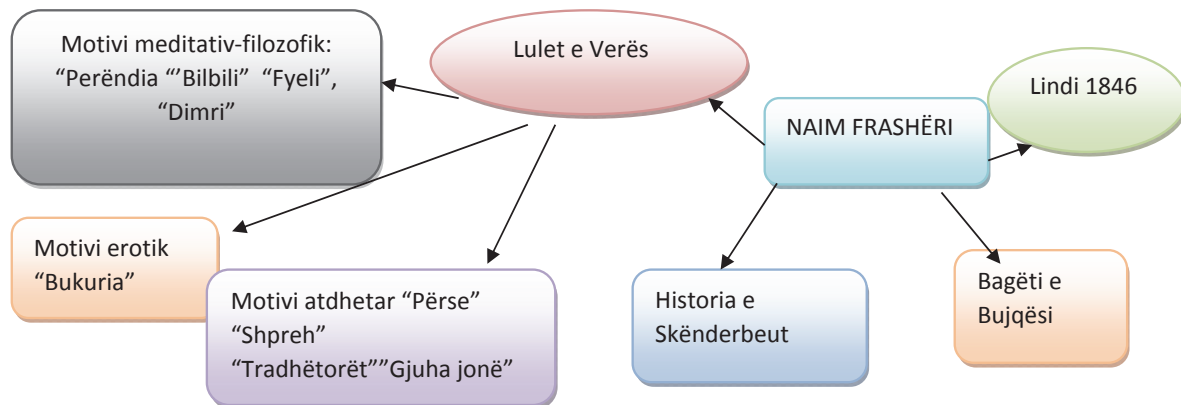 Motivi meditativ-filozofik:
“Perëndia “’Bilbili” “Fyeli”,
“Dimri”
Lulet e Verës
Lindi 1846
NAIM FRASHËRI
Motivi erotik
“Bukuria”
Motivi atdhetar “Përse”
“Shpreh”
“Tradhëtorët””Gjuha jonë”
Historia e
Skënderbeut
Bagëti e
Bujqësi